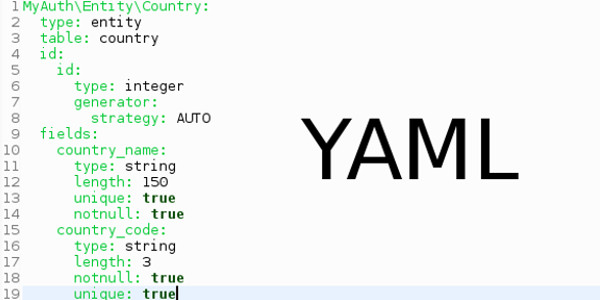 1 MyAuth\Entity\Country:
2   type: entity
3   table: country
4   id:
5     id:
6       type: integer
7       generator:
8         strategy: AUTO
9   fields:
10     country_name:
11       type: string
12       length: 150
13       unique: true
14       notnull: true
15     country_code:
16       type: string
17       length: 3
18       notnull: true
19       unique: true
YAML